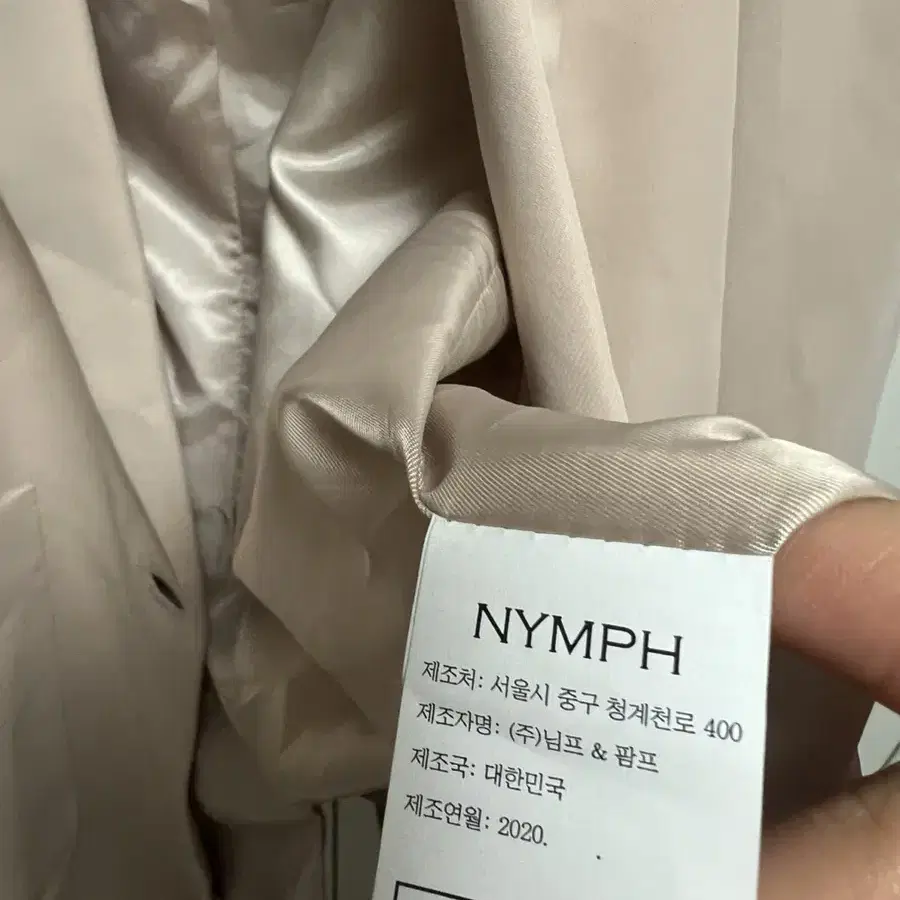 NYMPH
제조처: 서울시 중구 청계천로 400
제조자명: (주)님프 & 팜프
제조국: 대한민국
제조연월: 2020.    .